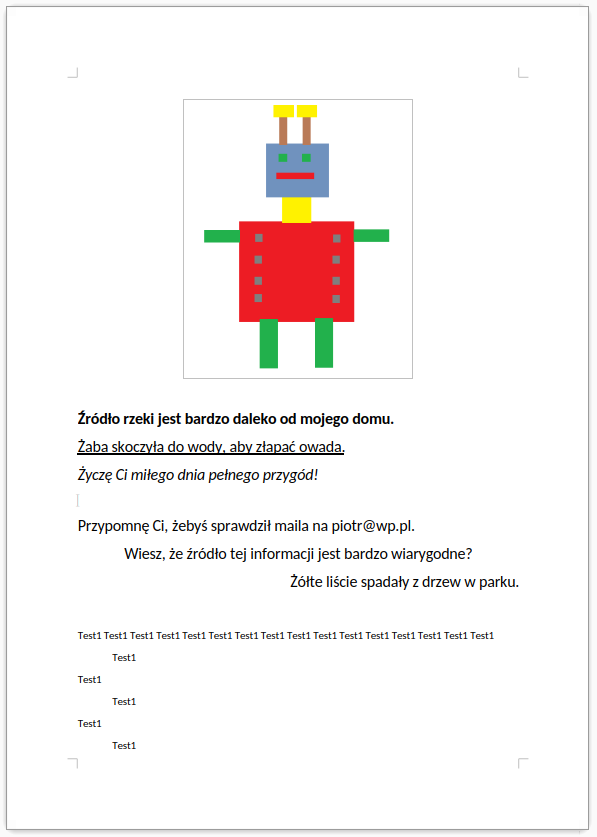 Źródło rzeki jest bardzo daleko od mojego domu.
Żaba skoczyła do wody, aby złapać owada.
Życzę Ci miłego dnia pełnego przygód!
Przypomnę Ci, żebyś sprawdził maila na piotr@wp.pl.
Wiesz, że źródło tej informacji jest bardzo wiarygodne?
Żółte liście spadały z drzew w parku.
Test1 Test1 Test1 Test1 Test1 Test1 Test1 Test1 Test1 Test1 Test1 Test1 Test1 Test1 Test1 Test1
Test1
Test1
Test1
Test1
Test1